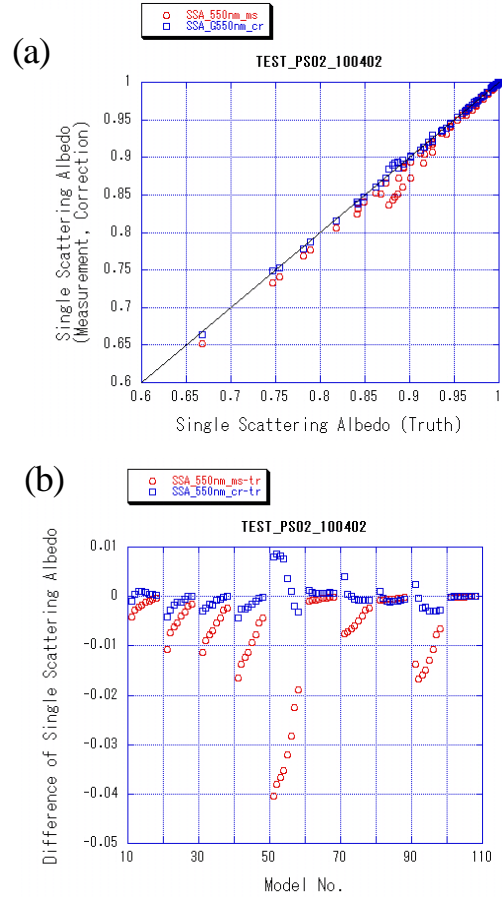 (a)
SSA_550nm_ms
SSA_G550nm_cr
TEST_PS02_100402
Single Scattering Albedo
(Measurement, Correction)
1
0.95
0.9
0.85
0.8
0.75
0.7
0.65
0.6
0.6 0.65 0.7 0.75 0.8 0.85 0.9 0.95 1
Single Scattering Albedo (Truth)
(b)
SSA_550nm_ms-tr
SSA_550nm_cr-tr
TEST_PS02_100402
Difference of Single Scattering Albedo
0.01
0
-0.01
-0.02
-0.03
-0.04
-0.05
10 30 50 70 90 110
Model No.